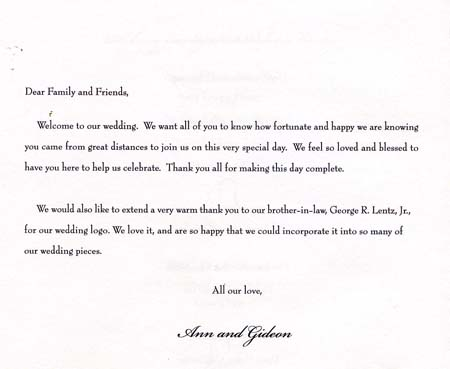 Dear Family and Friends,
Welcome to our wedding. We want all of you to know how fortunate and happy we are knowing
you came from great distances to join us on this very special day. We feel so loved and blessed to
have you here to help us celebrate. Thank you all for making this day complete.
We would also like to extend a very warm thank you to our brother-in-law, George R. Lentz, Jr.,
for our wedding logo. We love it, and are so happy that we could incorporate it into so many of
our wedding pieces.
All our love,
Ann and Gideon